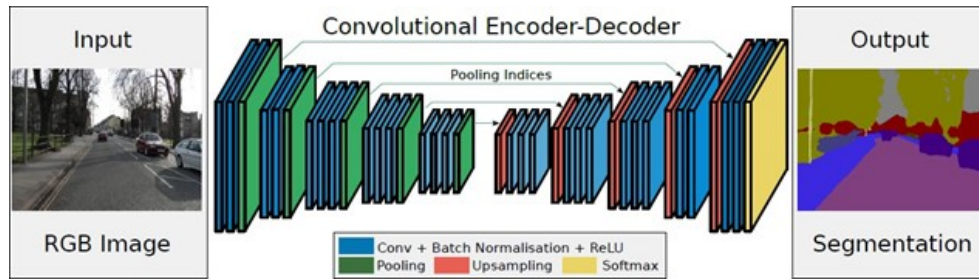 Input
Convolutional Encoder-Decoder
Output
Pooling Indices
RGB Image
Segmentation
Conv + Batch Normalisation + ReLU
Pooling
Upsampling
Softmax